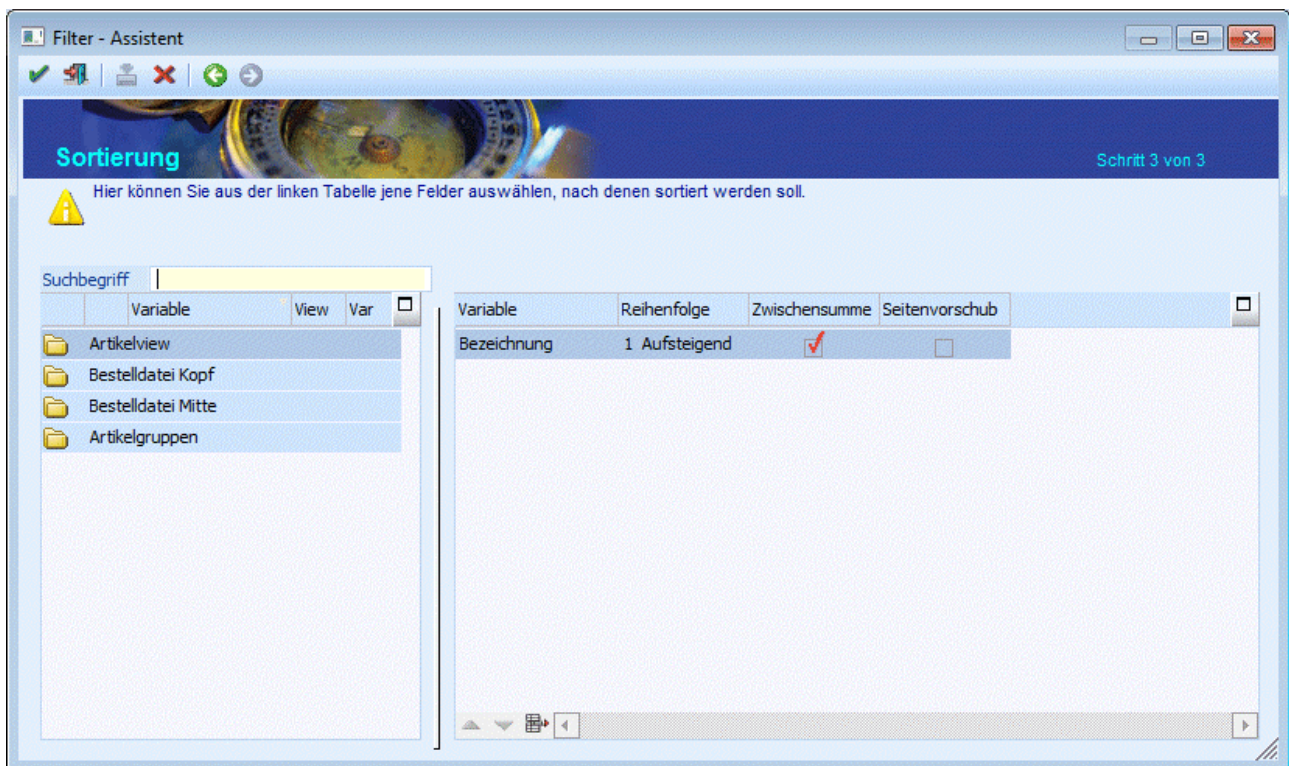 Filter - Assistent
Sortierung
Schritt 3 von 3
Hier können Sie aus der linken Tabelle jene Felder auswählen, nach denen sortiert werden soll.
Suchbegriff
Variable View Var
Artikelview
Bestelldatei Kopf
Bestelldatei Mitte
Artikelgruppen
Variable Reihenfolge Zwischensumme Seitenvorschub
Bezeichnung 1 Aufsteigend